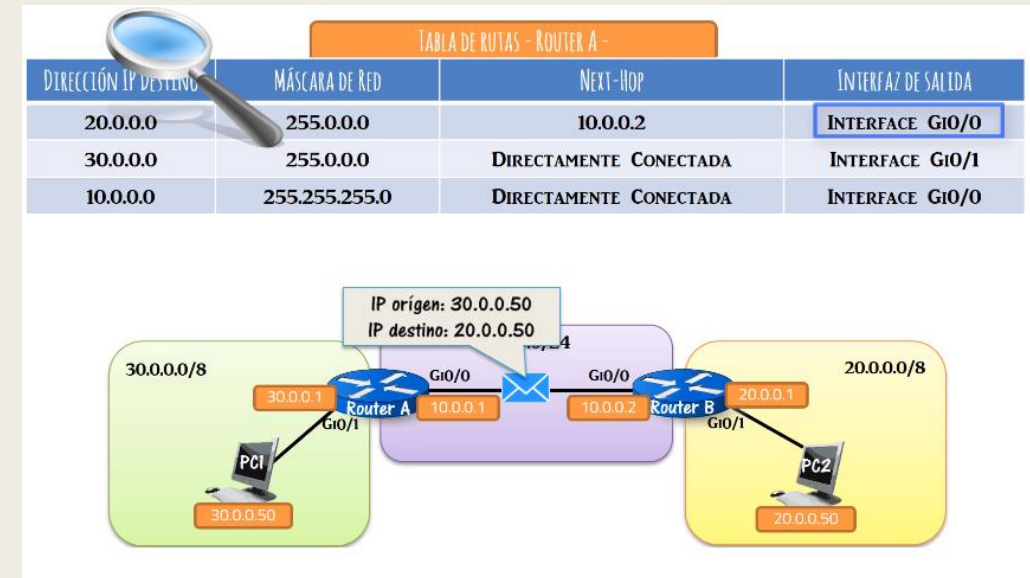 TABLA DE RUTAS - ROUTER A -
DIRECCIÓN IP DESTINO MÁSCARA DE RED NEXT-HOP INTERFAZ DE SALIDA
20.0.0.0 255.0.0.0 10.0.0.2 INTERFACE GI0/0
30.0.0.0 255.0.0.0 DIRECTAMENTE CONECTADA INTERFACE GI0/1
10.0.0.0 255.255.255.0 DIRECTAMENTE CONECTADA INTERFACE GI0/0
IP orígen: 30.0.0.50
IP destino: 20.0.0.50
30.0.0.0/8
20.0.0.0/8
GI0/0
GI0/0
30.0.0.1
Router A
10.0.0.1
10.0.0.2
Router B
20.0.0.1
GI0/1
GI0/1
PC1
PC2
30.0.0.50
20.0.0.50